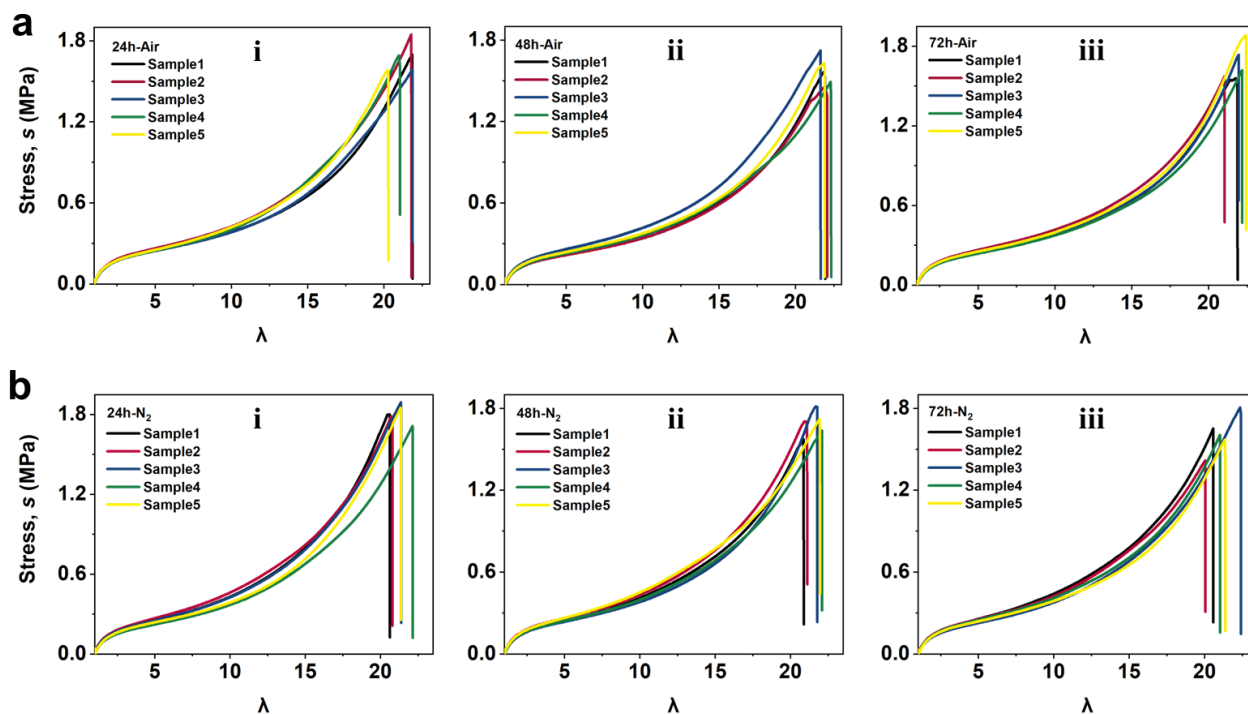 a
i
24h-Air
Sample1
Sample2
Sample3
Sample4
Sample5
Stress, s (MPa)
1.8
1.2
0.6
0.0
5 10 15 20
λ
ii
48h-Air
Sample1
Sample2
Sample3
Sample4
Sample5
1.8
1.2
0.6
0.0
5 10 15 20
λ
iii
72h-Air
Sample1
Sample2
Sample3
Sample4
Sample5
1.8
1.2
0.6
0.0
5 10 15 20
λ
b
i
24h-N₂
Sample1
Sample2
Sample3
Sample4
Sample5
Stress, s (MPa)
1.8
1.2
0.6
0.0
5 10 15 20
λ
ii
48h-N₂
Sample1
Sample2
Sample3
Sample4
Sample5
1.8
1.2
0.6
0.0
5 10 15 20
λ
iii
72h-N₂
Sample1
Sample2
Sample3
Sample4
Sample5
1.8
1.2
0.6
0.0
5 10 15 20
λ